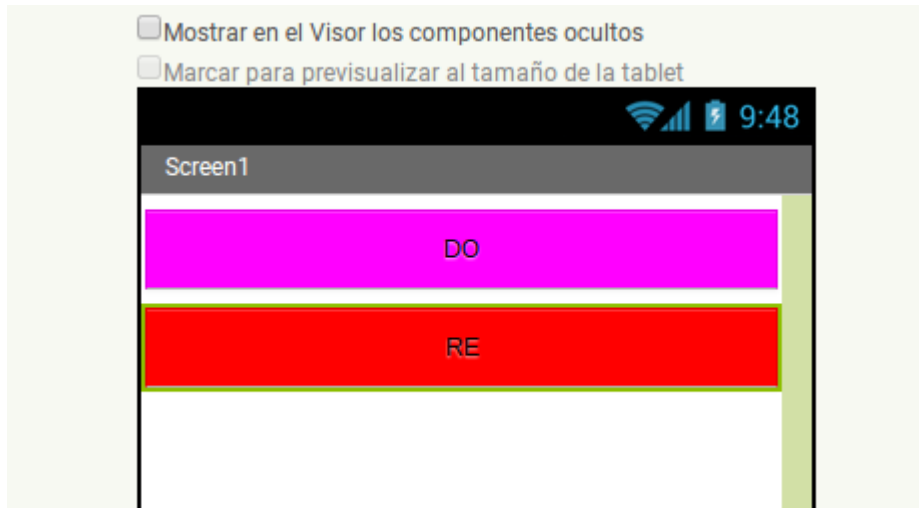 Mostrar en el Visor los componentes ocultos
Marcar para previsualizar al tamaño de la tablet
9:48
Screen1
DO
RE